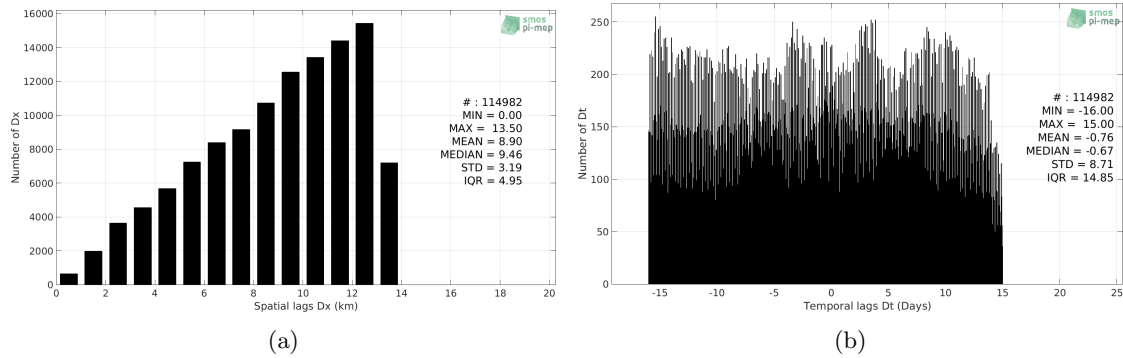 16000
14000
12000
10000
8000
6000
4000
2000
0
Number of Dx
0 2 4 6 8 10 12 14 16 18 20
Spatial lags Dx (km)
smos
pi-mep
# : 114982
MIN = 0.00
MAX = 13.50
MEAN = 8.90
MEDIAN = 9.46
STD = 3.19
IQR = 4.95
(a)
250
200
150
100
50
0
Number of Dt
-15 -10 -5 0 5 10 15 20 25
Temporal lags Dt (Days)
smos
pi-mep
# : 114982
MIN = -16.00
MAX = 15.00
MEAN = -0.76
MEDIAN = -0.67
STD = 8.71
IQR = 14.85
(b)